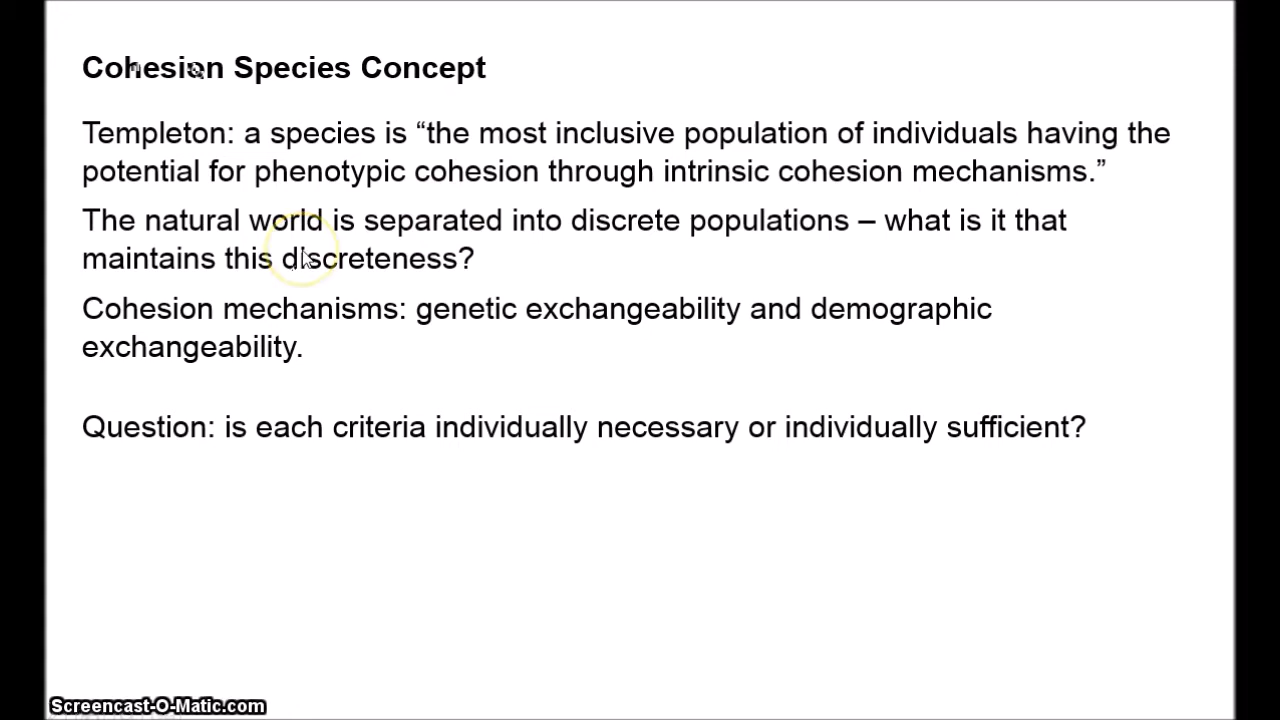 Cohesion Species Concept
Templeton: a species is “the most inclusive population of individuals having the
potential for phenotypic cohesion through intrinsic cohesion mechanisms.”
The natural world is separated into discrete populations – what is it that
maintains this discreteness?
Cohesion mechanisms: genetic exchangeability and demographic
exchangeability.
Question: is each criteria individually necessary or individually sufficient?
Screencast-O-Matic.com